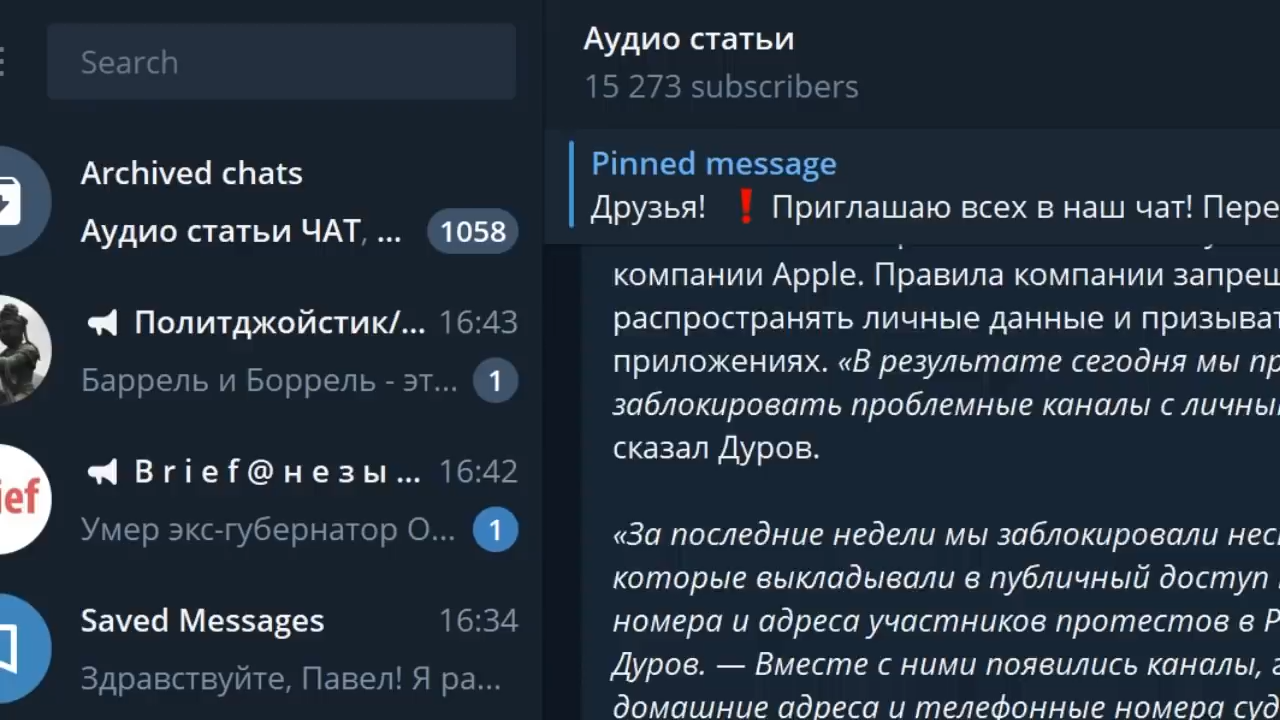 Search
Archived chats
Аудио статьи ЧАТ, ...
1058
Политджойстик/...
16:43
Баррель и Боррель - эт...
1
B r i e f @ н е з ы ...
16:42
Умер экс-губернатор О...
1
ief
Saved Messages
16:34
Здравствуйте, Павел! Я ра...
Аудио статьи
15 273 subscribers
Pinned message
Друзья! ❗ Приглашаю всех в наш чат! Пере
компании Apple. Правила компании запрещ
распространять личные данные и призыват
приложениях. «В результате сегодня мы пр
заблокировать проблемные каналы с личны
сказал Дуров.
«За последние недели мы заблокировали нес
которые выкладывали в публичный доступ
номера и адреса участников протестов в Р
Дуров. — Вместе с ними появились каналы, г
домашние адреса и телефонные номера суд